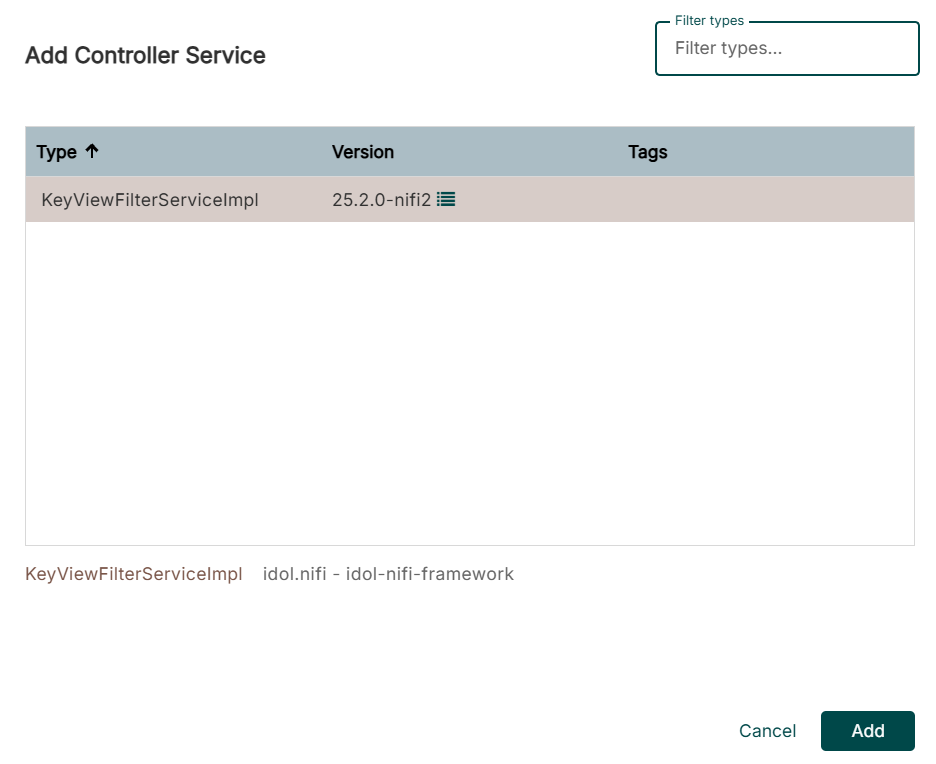 Filter types
Add Controller Service
Filter types...
Type Version Tags
KeyViewFilterServiceImpl 25.2.0-nifi2
KeyViewFilterServiceImpl idol.nifi - idol-nifi-framework
Cancel Add